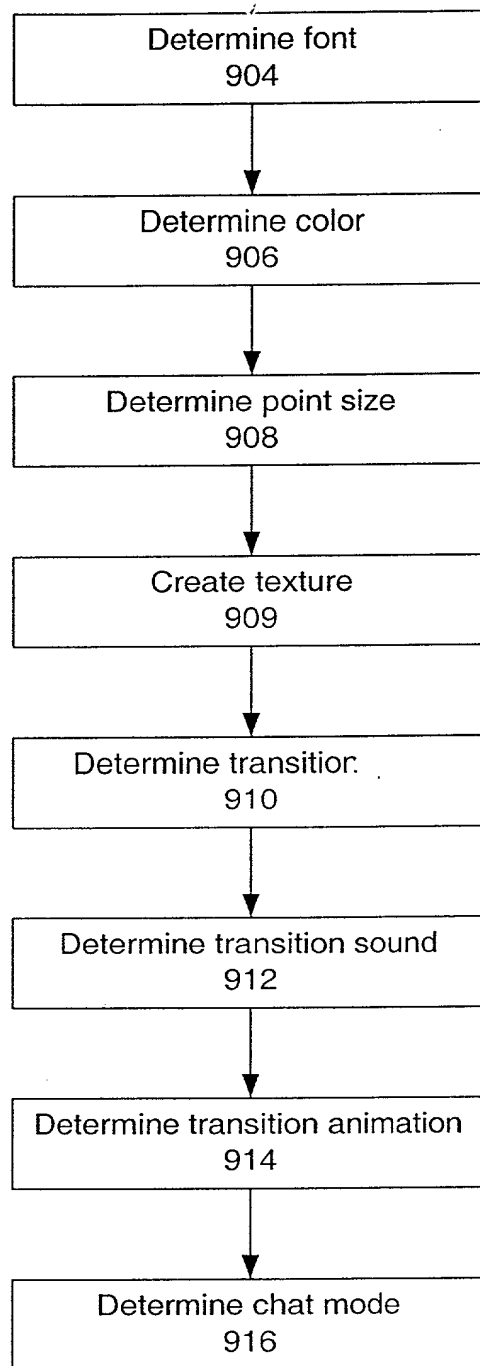 Determine font
904
Determine color
906
Determine point size
908
Create texture
909
Determine transition
910
Determine transition sound
912
Determine transition animation
914
Determine chat mode
916